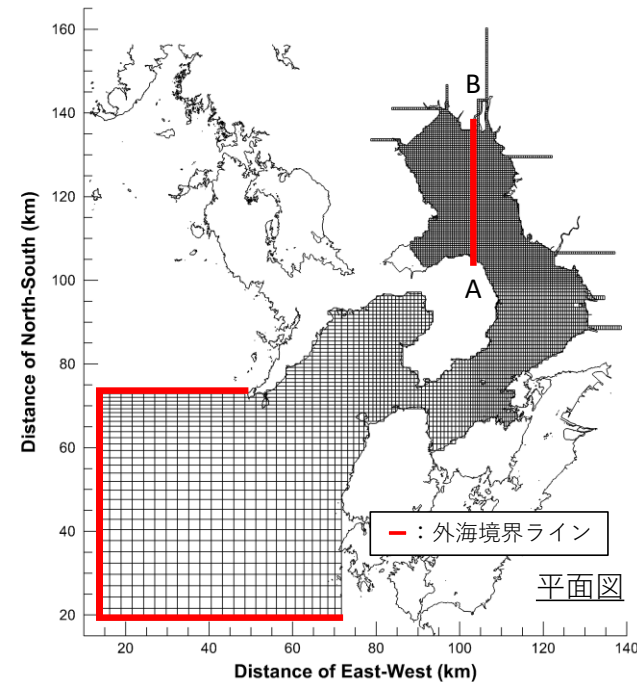 160
140
120
100
80
60
40
20
Distance of North-South (km)
B
A
：外海境界ライン
平面図
20
40
60
80
100
120
140
Distance of East-West (km)